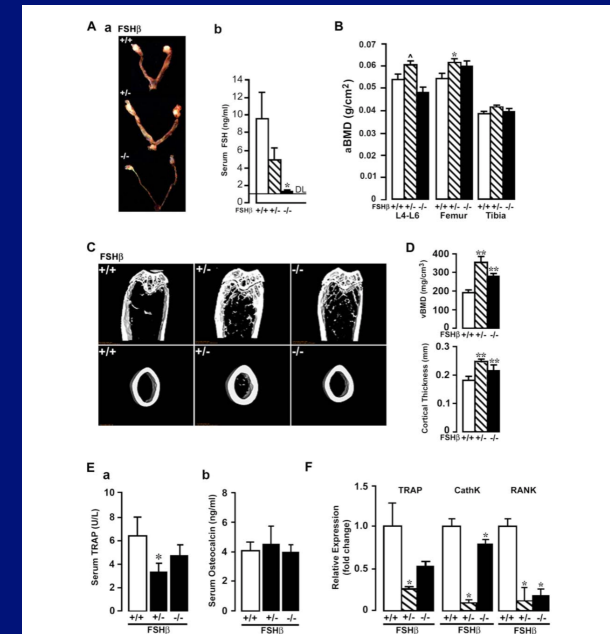 A a
FSHβ
+/+
+/-
-/-
b
Serum FSH (ng/ml)
14
12
10
8
6
4
2
0
* DL
FSHβ +/+ +/- -/-
B
aBMD (g/cm2)
0.07
0.06
0.05
0.04
0.03
0.02
0.01
0
^ *
FSHβ +/+ +/- -/- +/+ +/- -/- +/+ +/- -/-
L4-L6 Femur Tibia
C
FSHβ
+/+ +/- -/-
+/+ +/- -/-
D
vBMD (mg/cm3)
400
300
200
100
0
** **
Cortical Thickness (mm)
0.3
0.2
0.1
0
** **
FSHβ +/+ +/- -/-
E a
Serum TRAP (U/L)
10
8
6
4
2
0
*
+/+ +/- -/-
FSHβ
b
Serum Osteocalcin (ng/ml)
8
6
4
2
0
+/+ +/- -/-
FSHβ
F
Relative Expression
(fold change)
1.5
1.0
0.5
0
TRAP CathK RANK
* * * * *
+/+ +/- -/- +/+ +/- -/- +/+ +/- -/-
FSHβ FSHβ FSHβ